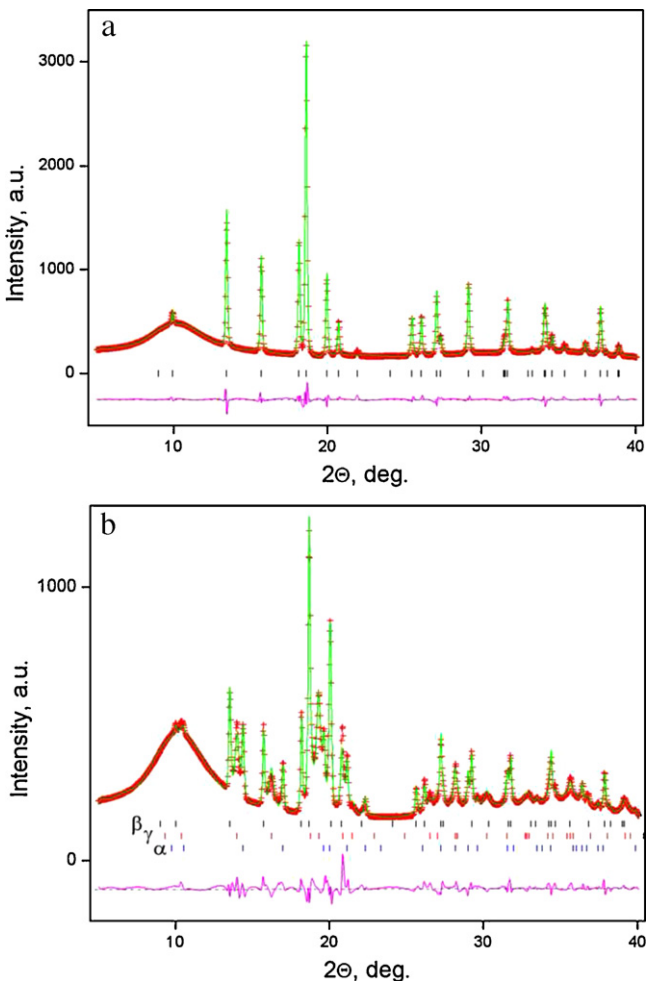 a
3000
2000
1000
0
Intensity, a.u.
10 20 30 40
2Θ, deg.
b
1000
0
Intensity, a.u.
β
γ
α
10 20 30 40
2Θ, deg.